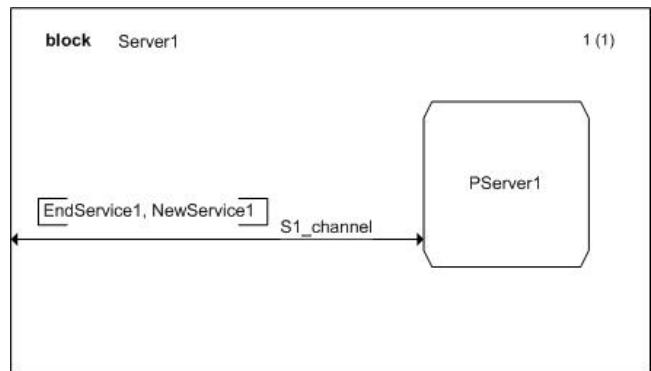 block Server1 1 (1)
PServer1
EndService1, NewService1
S1_channel